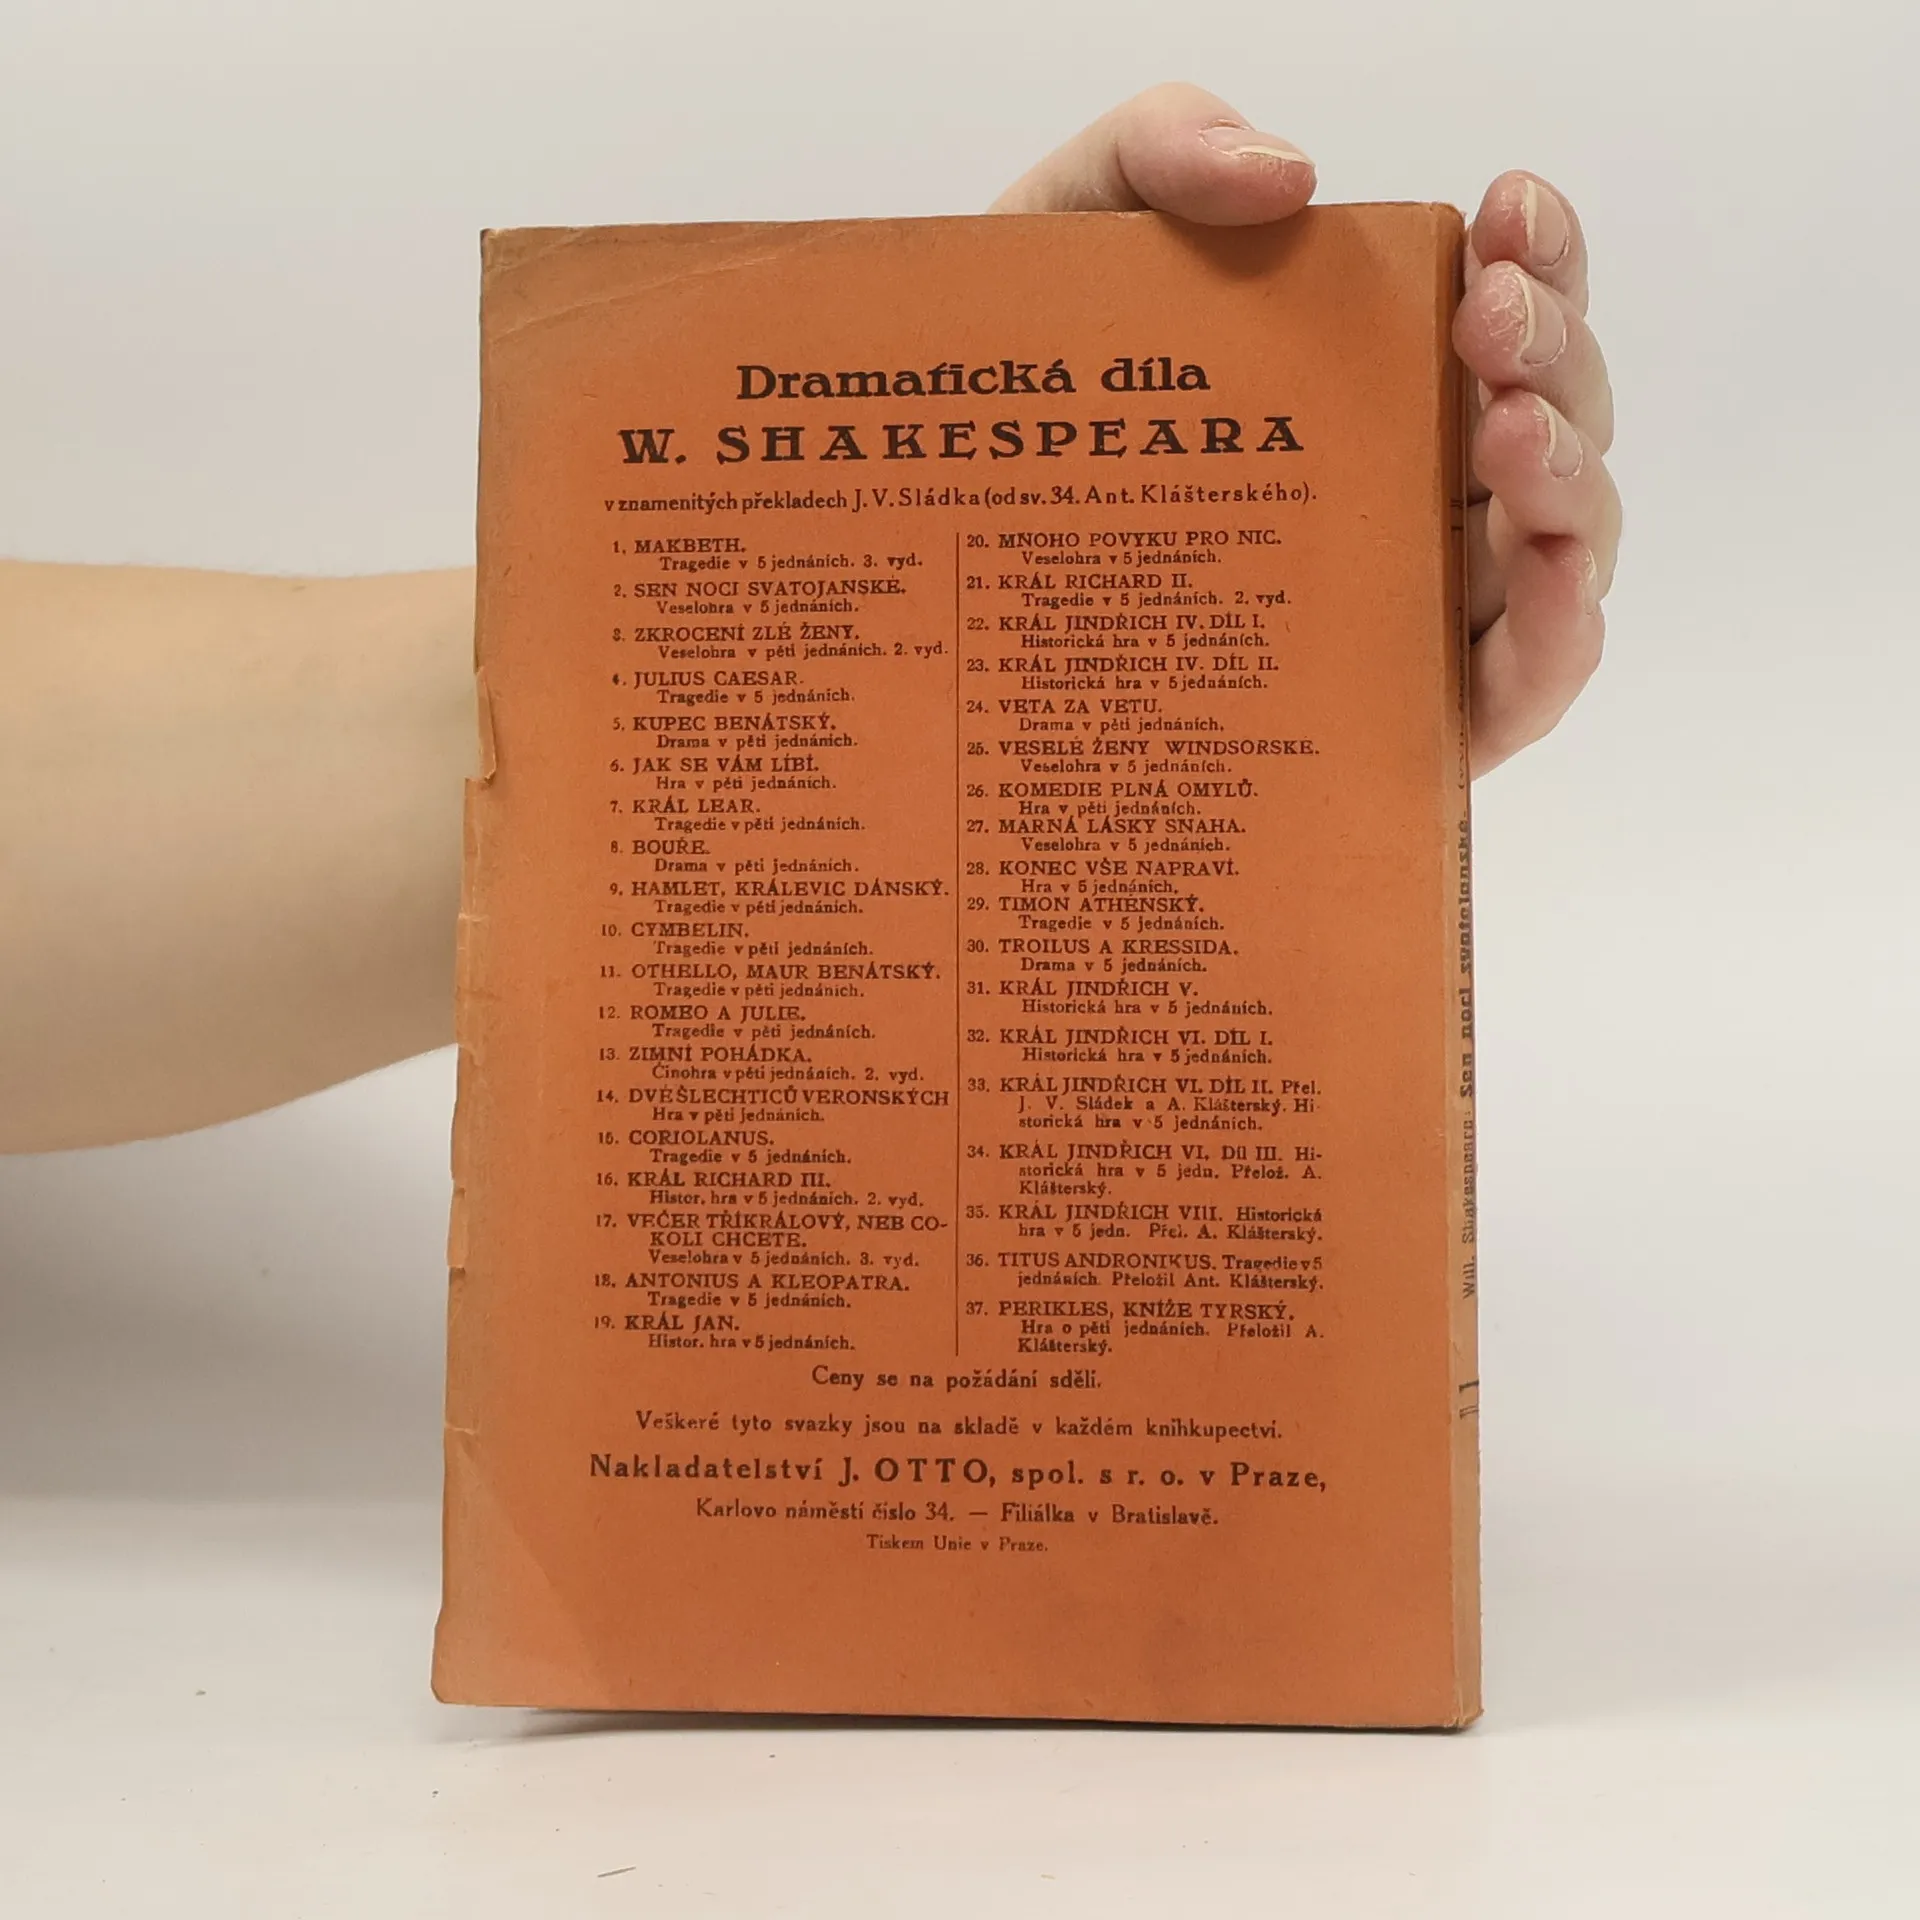 Dramatická díla
W. SHAKESPEARA
v znamenitých překladech J. V. Sládka (od sv. 34. Ant. Klášterského).
1. MAKBETH.
Tragedie v 5 jednáních. 3. vyd.
2. SEN NOCI SVATOJANSKÉ.
Veselohra v 5 jednáních.
3. ZKROCENÍ ZLÉ ŽENY.
Veselohra v pěti jednáních. 2. vyd.
4. JULIUS CAESAR.
Tragedie v 5 jednáních.
5. KUPEC BENÁTSKÝ.
Drama v pěti jednáních.
6. JAK SE VÁM LÍBÍ.
Hra v pěti jednáních.
7. KRÁL LEAR.
Tragedie v pěti jednáních.
8. BOUŘE.
Drama v pěti jednáních.
9. HAMLET, KRÁLEVIC DÁNSKÝ.
Tragedie v pěti jednáních.
10. CYMBELIN.
Tragedie v pěti jednáních.
11. OTHELLO, MAUR BENÁTSKÝ.
Tragedie v pěti jednáních.
12. ROMEO A JULIE.
Tragedie v pěti jednáních.
13. ZIMNÍ POHÁDKA.
Činohra v pěti jednáních. 2. vyd.
14. DVÉ ŠLECHTICŮ VERONSKÝCH
Hra v pěti jednáních.
15. CORIOLANUS.
Tragedie v 5 jednáních.
16. KRÁL RICHARD III.
Histor. hra v 5 jednáních. 2. vyd.
17. VEČER TŘÍKRÁLOVÝ, NEB CO-
KOLI CHCETE.
Veselohra v 5 jednáních. 3. vyd.
18. ANTONIUS A KLEOPATRA.
Tragedie v 5 jednáních.
19. KRÁL JAN.
Histor. hra v 5 jednáních.
20. MNOHO POVYKU PRO NIC.
Veselohra v 5 jednáních.
21. KRÁL RICHARD II.
Tragedie v 5 jednáních. 2. vyd.
22. KRÁL JINDŘICH IV. DÍL I.
Historická hra v 5 jednáních.
23. KRÁL JINDŘICH IV. DÍL II.
Historická hra v 5 jednáních.
24. VETA ZA VETU.
Drama v pěti jednáních.
25. VESELÉ ŽENY WINDSORSKÉ.
Veselohra v 5 jednáních.
26. KOMEDIE PLNÁ OMYLŮ.
Hra v pěti jednáních.
27. MARNÁ LÁSKY SNAHA.
Veselohra v 5 jednáních.
28. KONEC VŠE NAPRAVÍ.
Hra v 5 jednáních.
29. TIMON ATHÉNSKÝ.
Tragedie v 5 jednáních.
30. TROILUS A KRESSIDA.
Drama v 5 jednáních.
31. KRÁL JINDŘICH V.
Historická hra v 5 jednáních.
32. KRÁL JINDŘICH VI. DÍL I.
Historická hra v 5 jednáních.
33. KRÁL JINDŘICH VI. DÍL II. Přel.
J. V. Sládek a A. Klášterský. Hi-
storická hra v 5 jednáních.
34. KRÁL JINDŘICH VI. Díl III. Hi-
storická hra v 5 jedn. Přelož. A.
Klášterský.
35. KRÁL JINDŘICH VIII. Historická
hra v 5 jedn. Přel. A. Klášterský.
36. TITUS ANDRONIKUS. Tragedie v 5
jednáních. Přeložil Ant. Klášterský.
37. PERIKLES, KNÍŽE TYRSKÝ.
Hra o pěti jednáních. Přeložil A.
Klášterský.
Ceny se na požádání sdělí.
Veškeré tyto svazky jsou na skladě v každém knihkupectví.
Nakladatelství J. OTTO, spol. s r. o. v Praze,
Karlovo náměstí číslo 34. — Filiálka v Bratislavě.
Tiskem Unie v Praze.
Will. Shakespeare: Sen noci svatojanské.